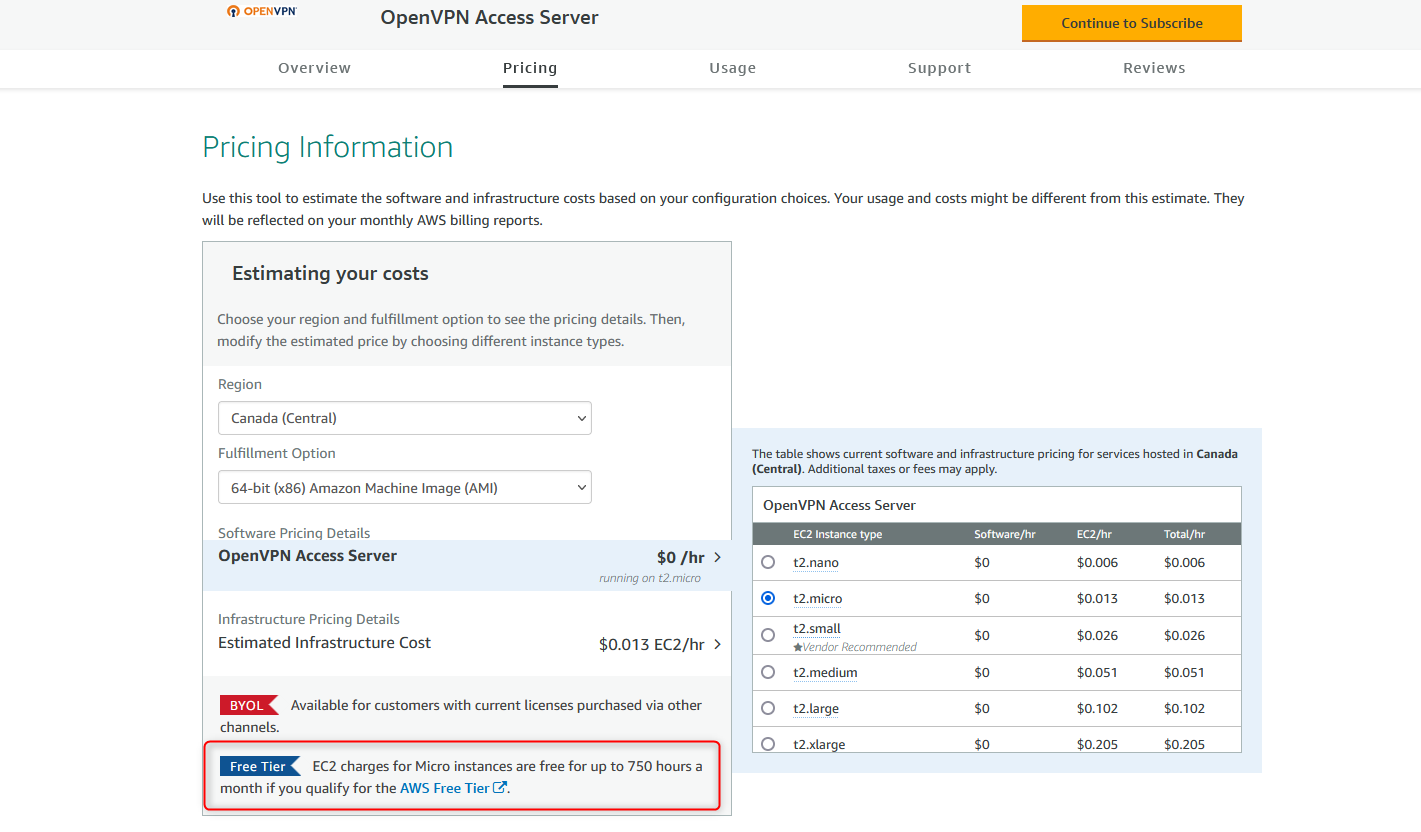 OPENVPN
OpenVPN Access Server
Continue to Subscribe
Overview
Pricing
Usage
Support
Reviews
Pricing Information
Use this tool to estimate the software and infrastructure costs based on your configuration choices. Your usage and costs might be different from this estimate. They
will be reflected on your monthly AWS billing reports.
Estimating your costs
Choose your region and fulfillment option to see the pricing details. Then,
modify the estimated price by choosing different instance types.
Region
Canada (Central)
Fulfillment Option
64-bit (x86) Amazon Machine Image (AMI)
Software Pricing Details
OpenVPN Access Server $0 /hr
running on t2.micro
Infrastructure Pricing Details
Estimated Infrastructure Cost $0.013 EC2/hr
BYOL Available for customers with current licenses purchased via other
channels.
Free Tier EC2 charges for Micro instances are free for up to 750 hours a
month if you qualify for the AWS Free Tier.
The table shows current software and infrastructure pricing for services hosted in Canada
(Central). Additional taxes or fees may apply.
OpenVPN Access Server
EC2 Instance type Software/hr EC2/hr Total/hr
t2.nano $0 $0.006 $0.006
t2.micro $0 $0.013 $0.013
t2.small $0 $0.026 $0.026
★Vendor Recommended
t2.medium $0 $0.051 $0.051
t2.large $0 $0.102 $0.102
t2.xlarge $0 $0.205 $0.205